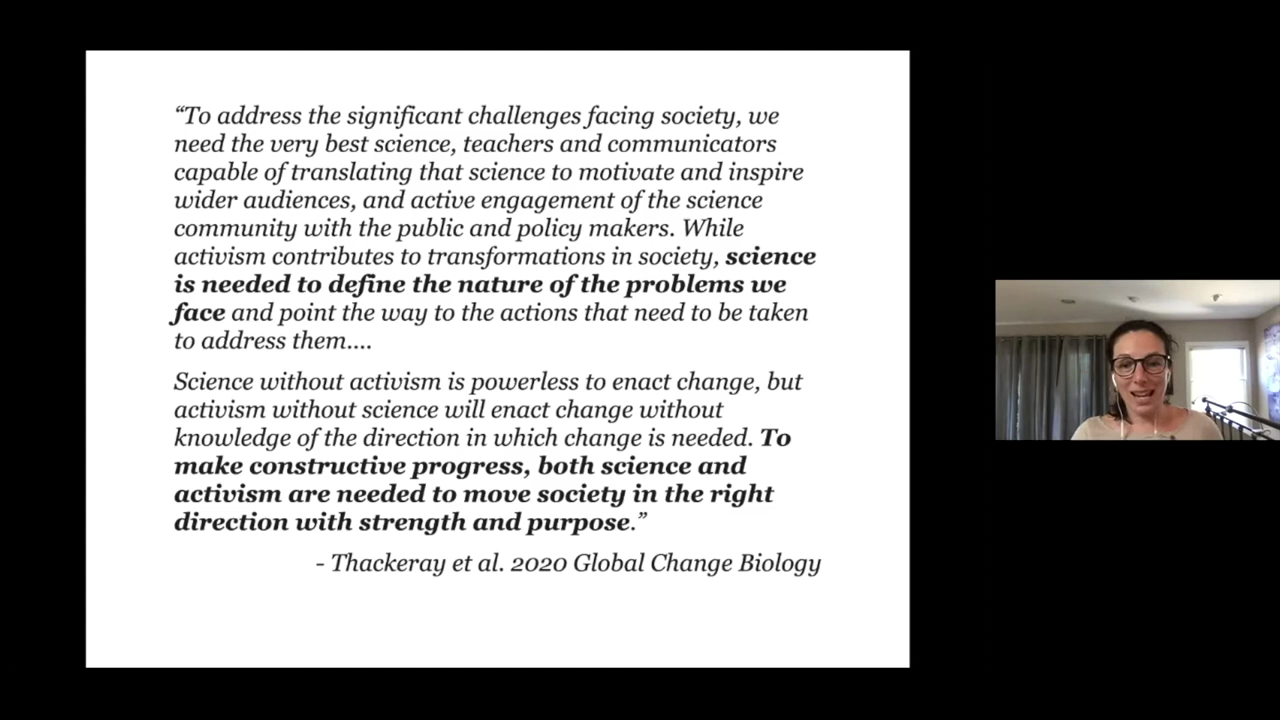 “To address the significant challenges facing society, we
need the very best science, teachers and communicators
capable of translating that science to motivate and inspire
wider audiences, and active engagement of the science
community with the public and policy makers. While
activism contributes to transformations in society, science
is needed to define the nature of the problems we
face and point the way to the actions that need to be taken
to address them....
Science without activism is powerless to enact change, but
activism without science will enact change without
knowledge of the direction in which change is needed. To
make constructive progress, both science and
activism are needed to move society in the right
direction with strength and purpose.”
- Thackeray et al. 2020 Global Change Biology